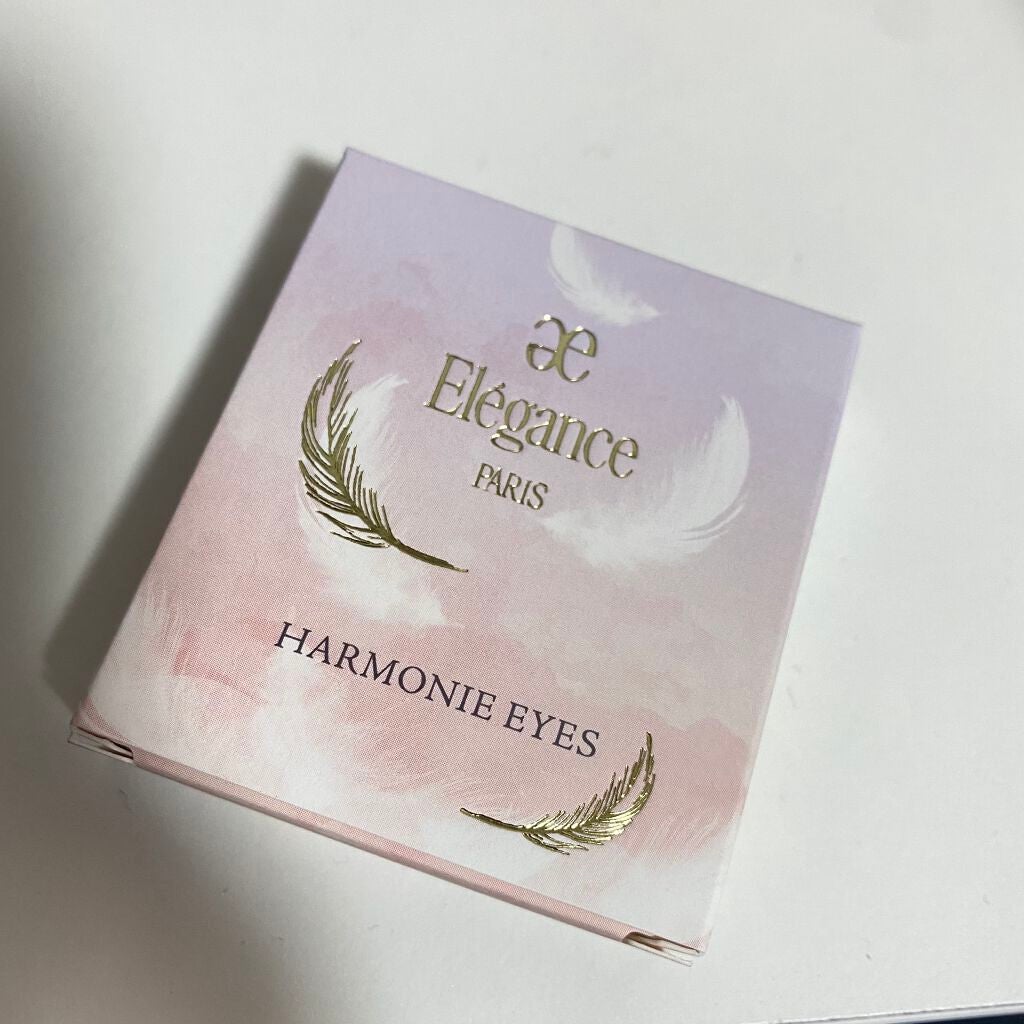 æ
Elégance
PARIS
HARMONIE EYES